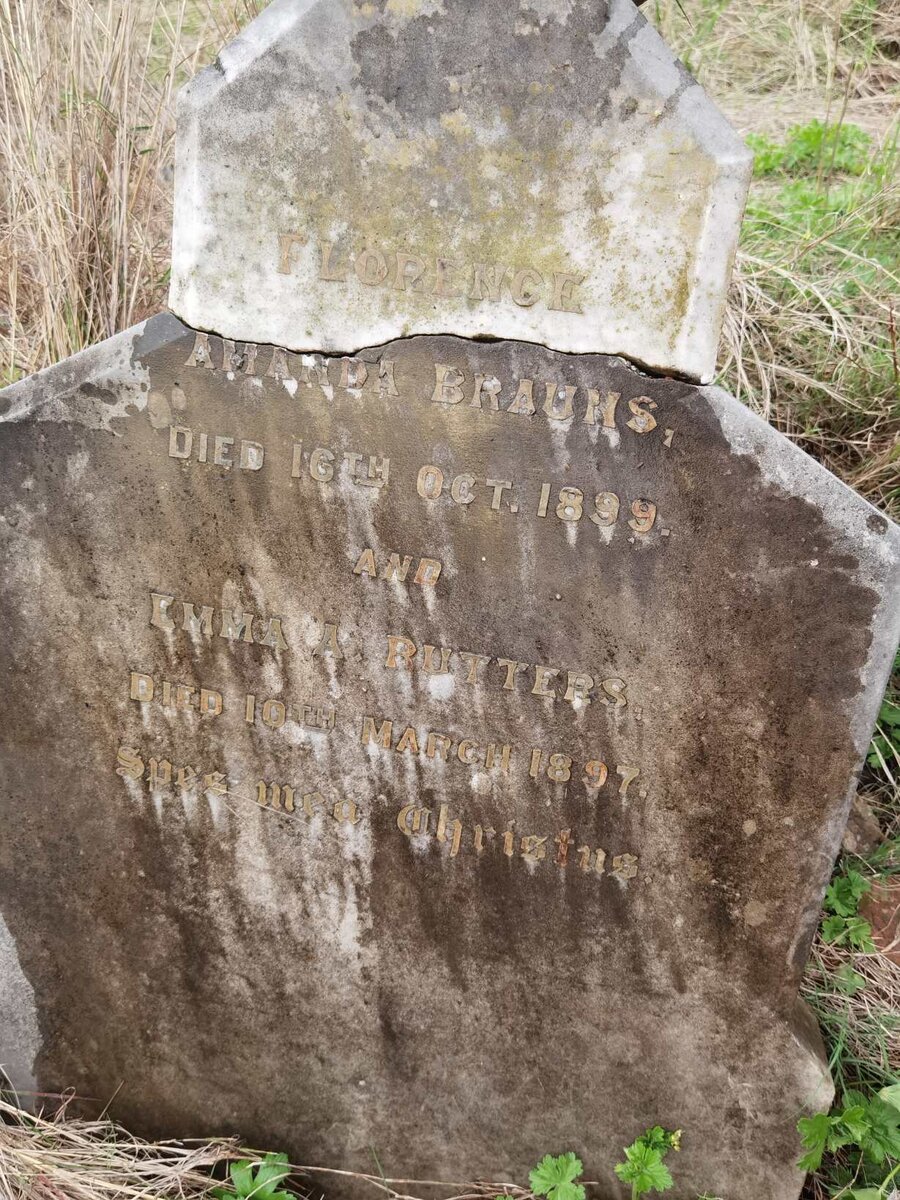 FLORENCE
AMANDA BRAUNS,
DIED 16TH OCT. 1899.
AND
EMMA A. RUTTERS,
DIED 10TH MARCH 1897.
Spes mea Christus.